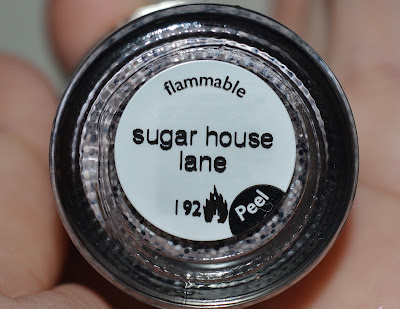 flammable
sugar house
lane
192
Peel